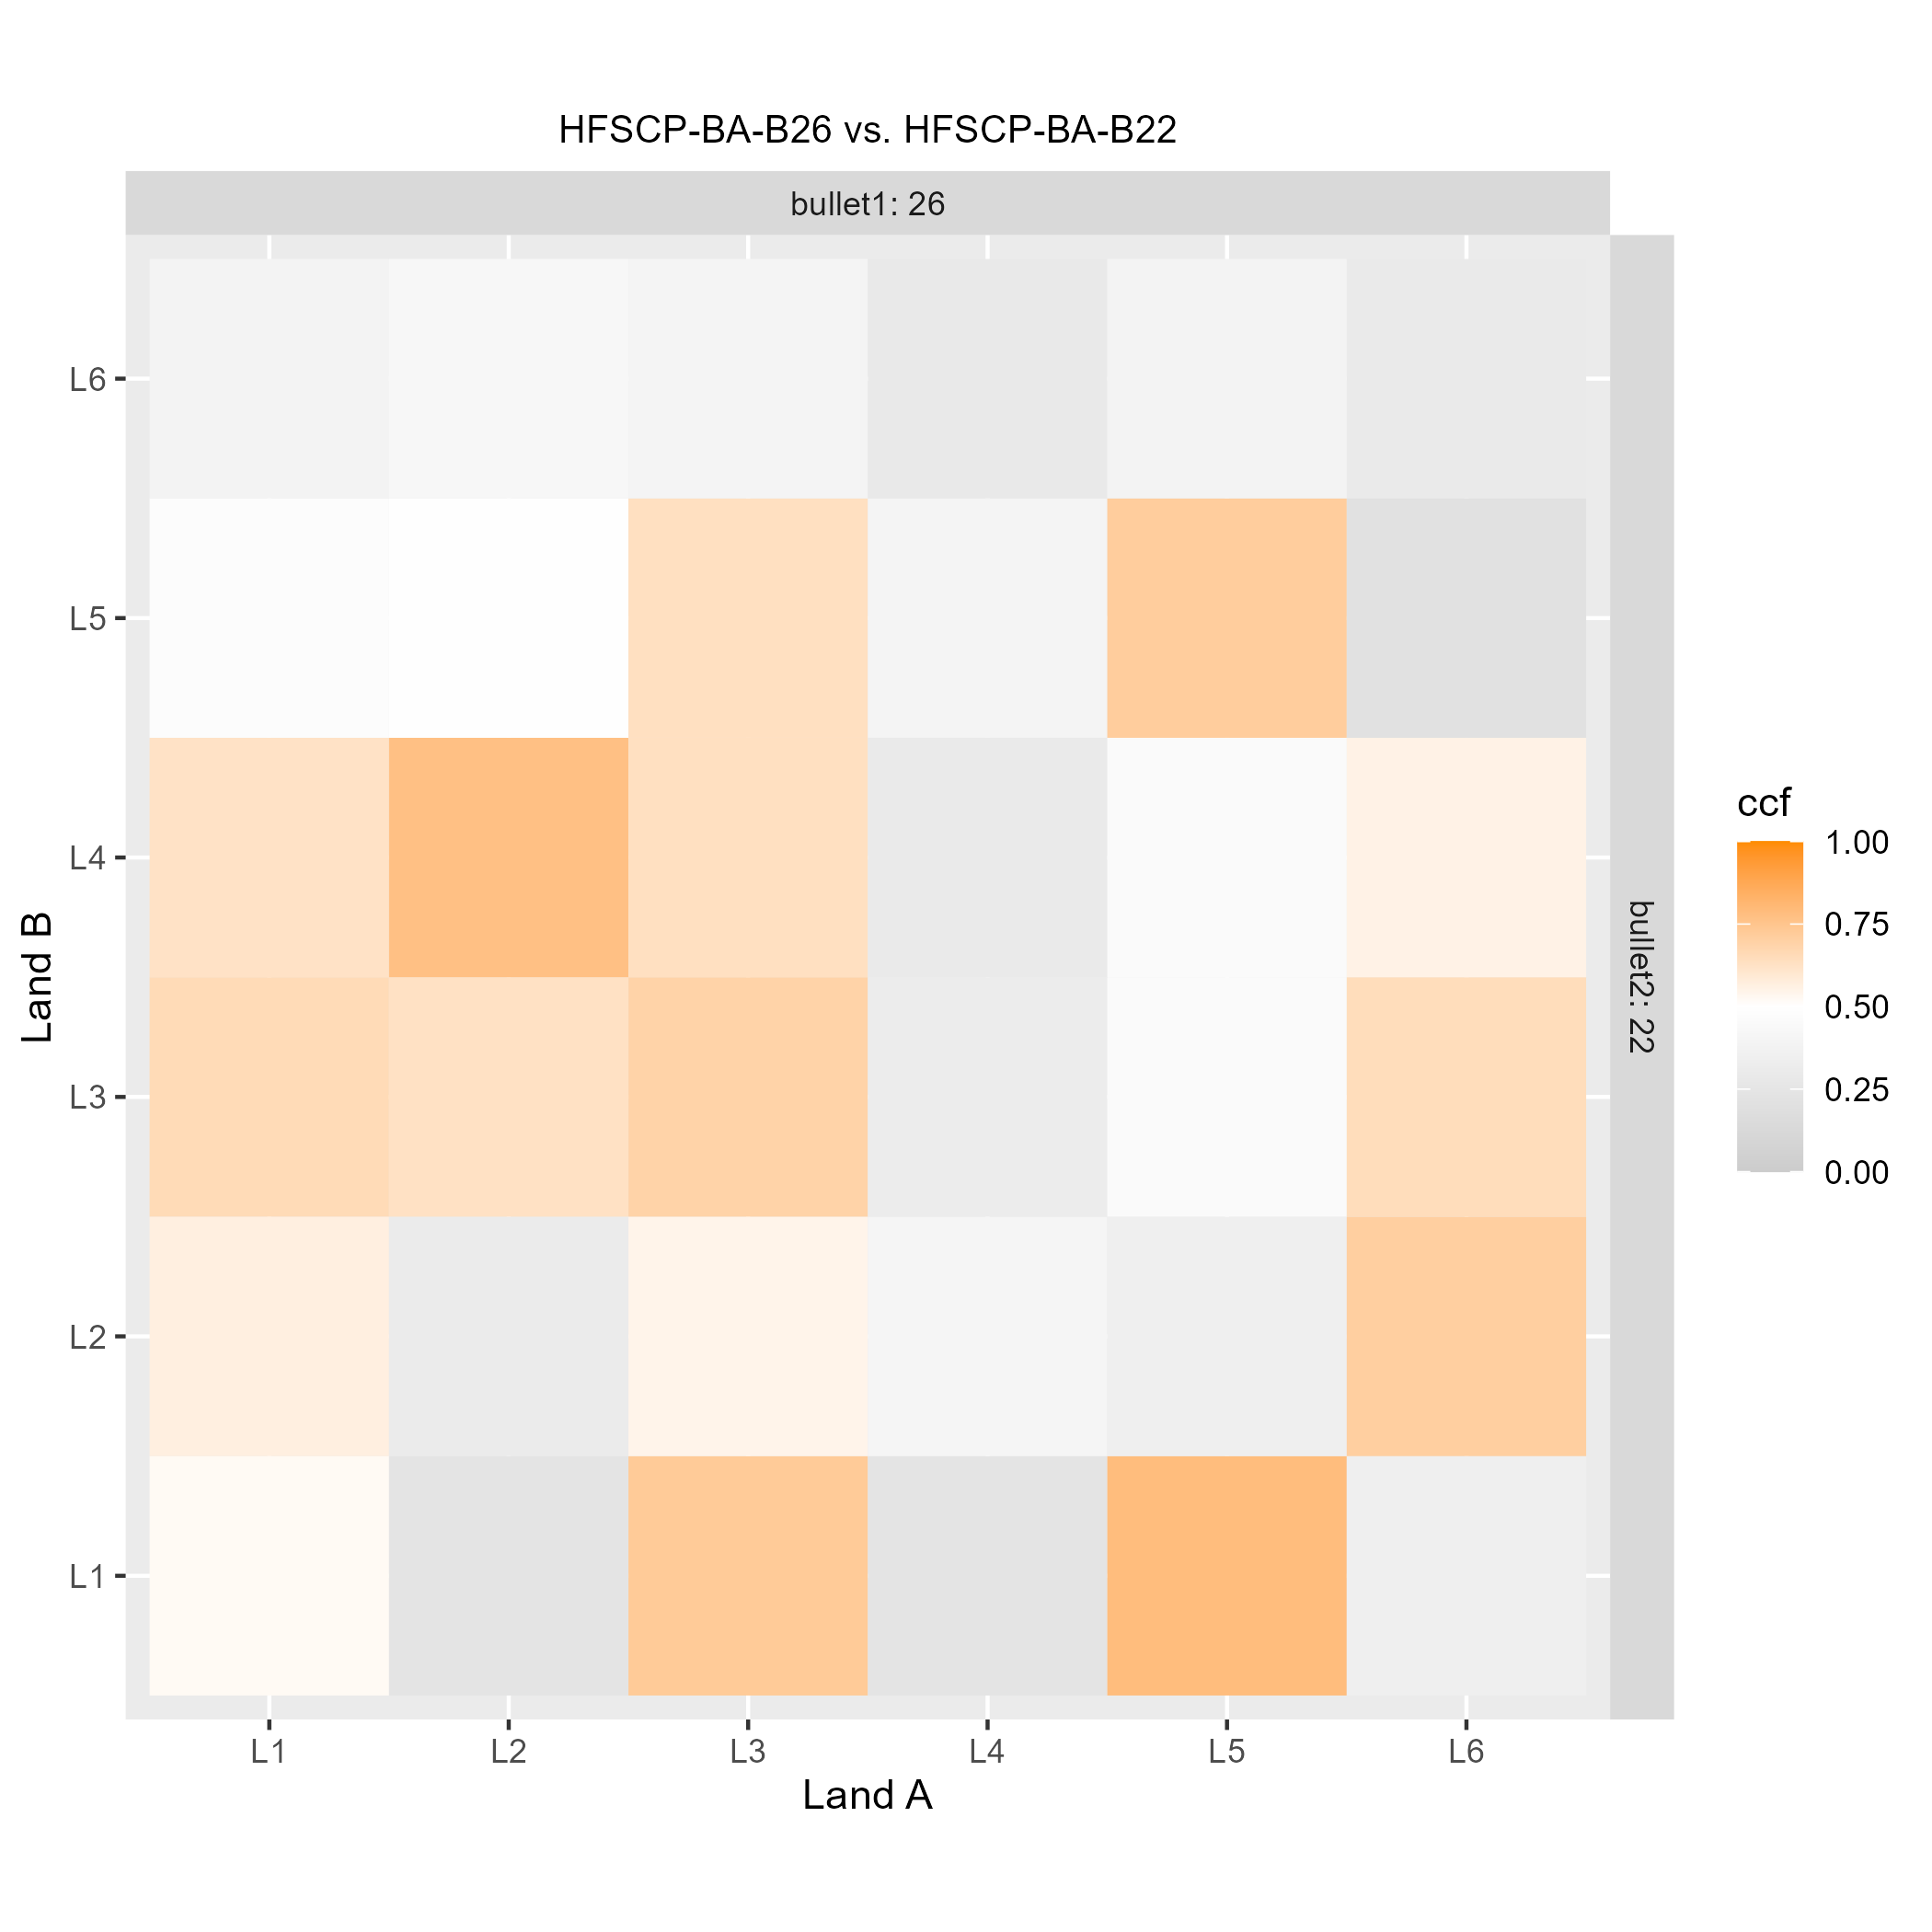 HFSCP-BA-B26 vs. HFSCP-BA-B22
bullet1: 26
L6
L5
L4
L3
L2
L1
Land B
bullet2: 22
L1
L2
L3
L4
L5
L6
Land A
ccf
1.00
0.75
0.50
0.25
0.00